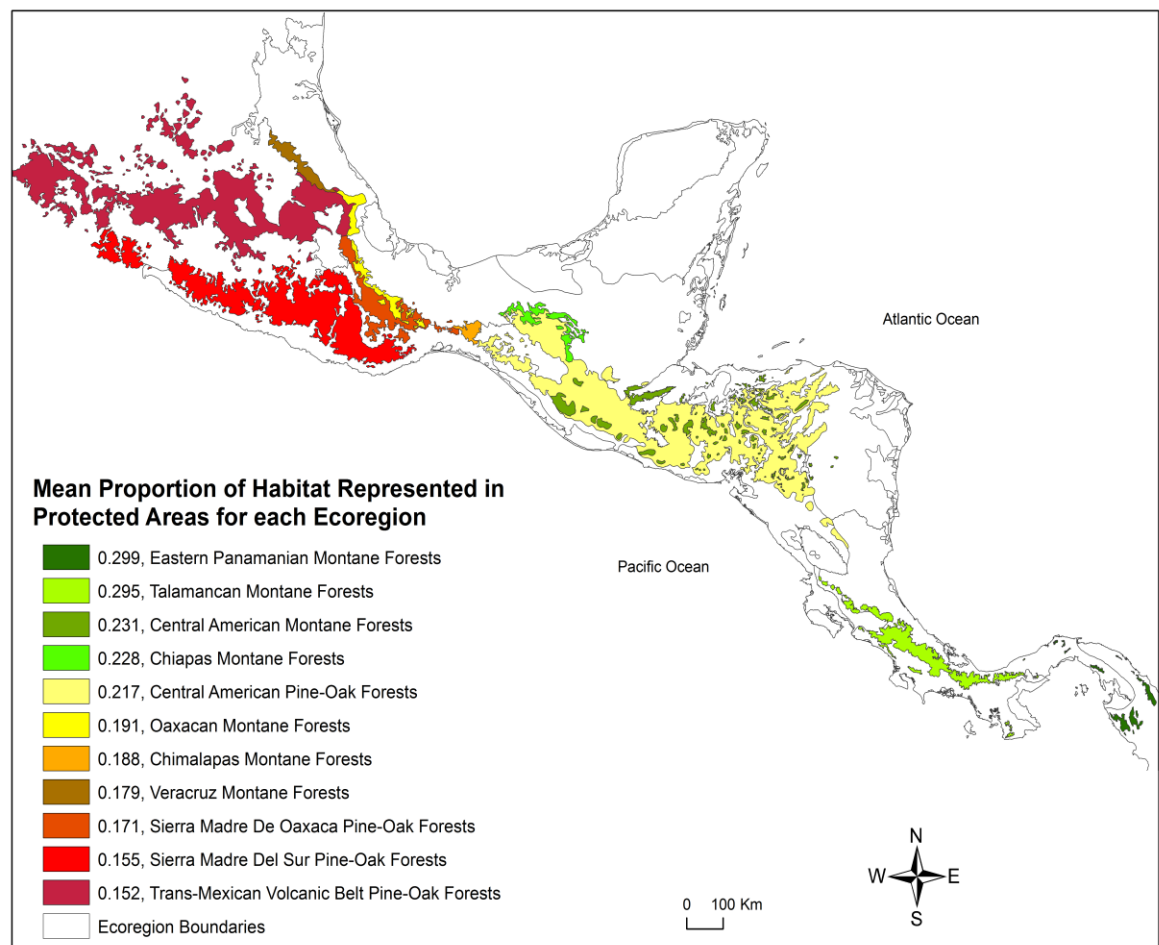 Atlantic Ocean
Pacific Ocean
Mean Proportion of Habitat Represented in
Protected Areas for each Ecoregion
0.299, Eastern Panamanian Montane Forests
0.295, Talamancan Montane Forests
0.231, Central American Montane Forests
0.228, Chiapas Montane Forests
0.217, Central American Pine-Oak Forests
0.191, Oaxacan Montane Forests
0.188, Chimalapas Montane Forests
0.179, Veracruz Montane Forests
0.171, Sierra Madre De Oaxaca Pine-Oak Forests
0.155, Sierra Madre Del Sur Pine-Oak Forests
0.152, Trans-Mexican Volcanic Belt Pine-Oak Forests
Ecoregion Boundaries
0 100 Km
N
W E
S